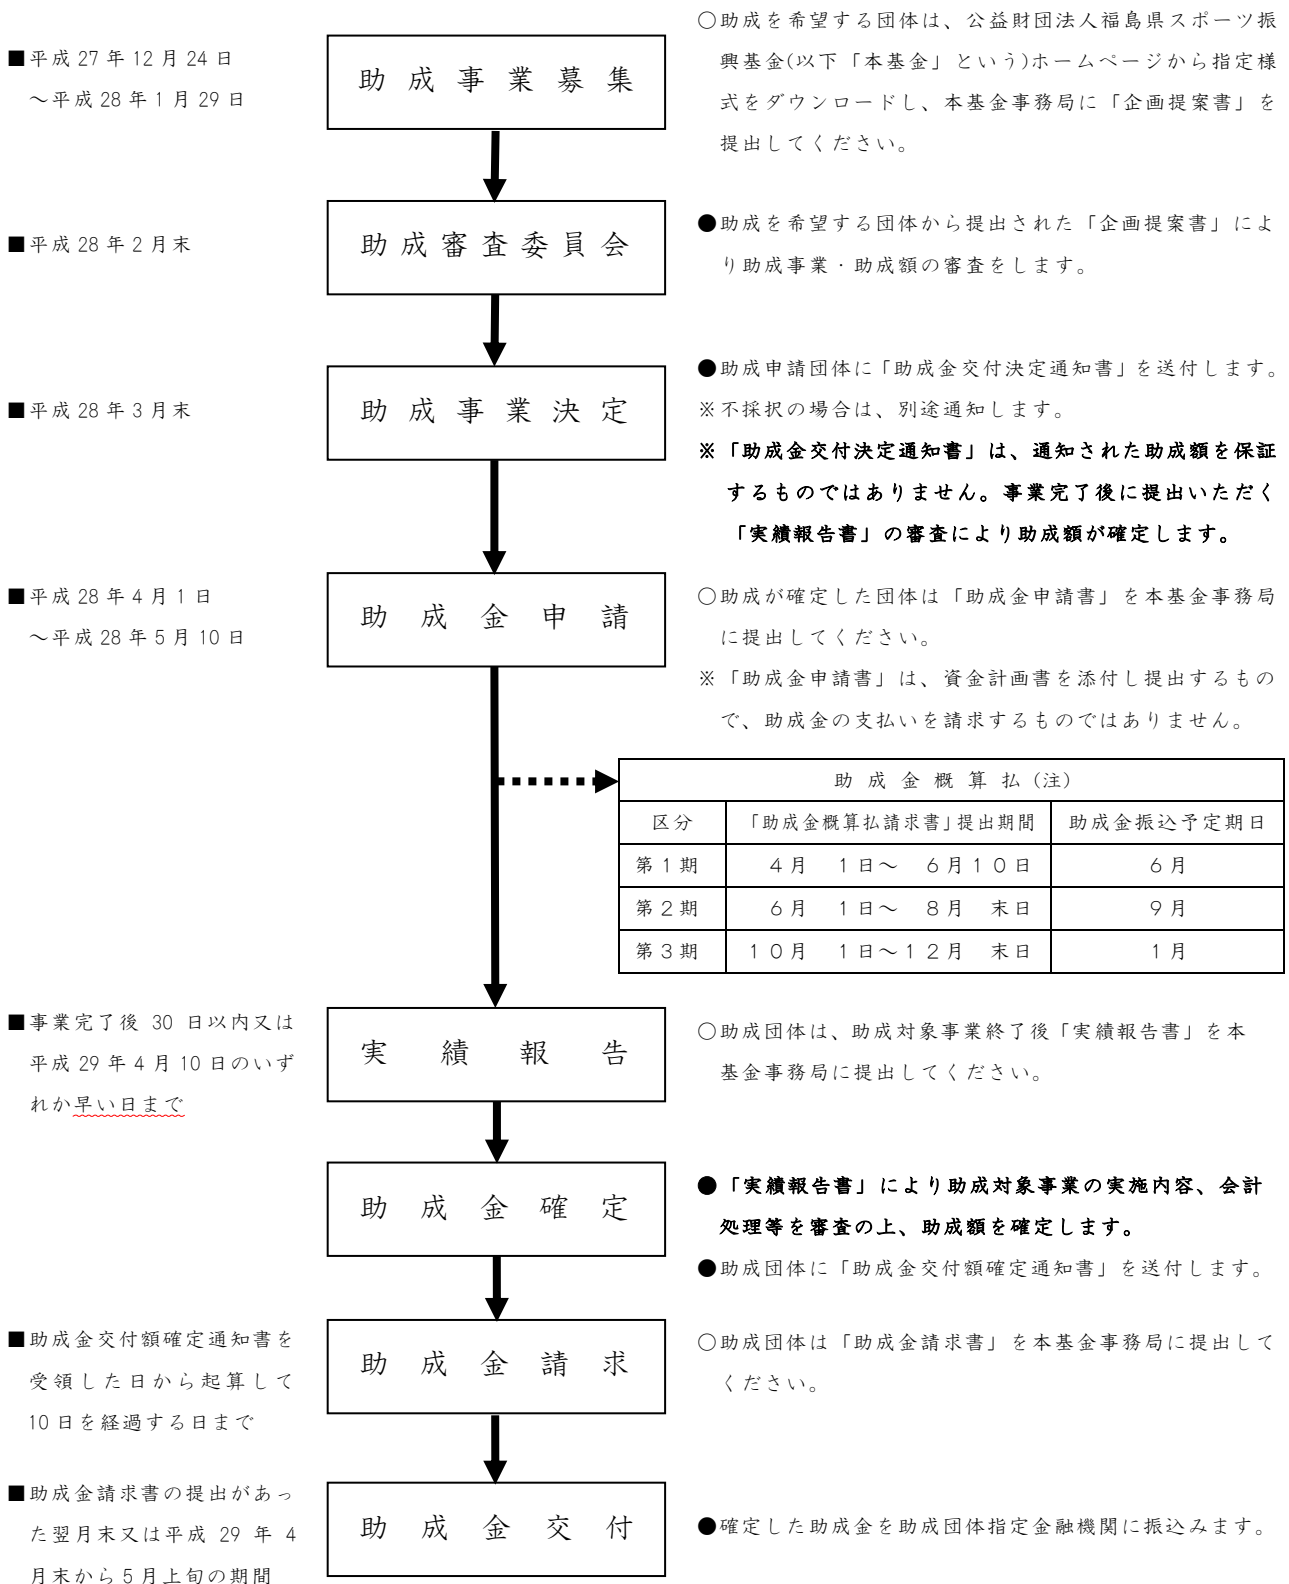 ■平成27年12月24日
～平成28年1月29日
助成事業募集
○助成を希望する団体は、公益財団法人福島県スポーツ振
興基金(以下「本基金」という)ホームページから指定様
式をダウンロードし、本基金事務局に「企画提案書」を
提出してください。
■平成28年2月末
助成審査委員会
●助成を希望する団体から提出された「企画提案書」によ
り助成事業・助成額の審査をします。
■平成28年3月末
助成事業決定
●助成申請団体に「助成金交付決定通知書」を送付します。
※不採択の場合は、別途通知します。
※「助成金交付決定通知書」は、通知された助成額を保証
するものではありません。事業完了後に提出いただく
「実績報告書」の審査により助成額が確定します。
■平成28年4月1日
～平成28年5月10日
助成金申請
○助成が確定した団体は「助成金申請書」を本基金事務局
に提出してください。
※「助成金申請書」は、資金計画書を添付し提出するもの
で、助成金の支払いを請求するものではありません。
助成金概算払(注)
区分 「助成金概算払請求書」提出期間 助成金振込予定期日
第1期 4月 1日～ 6月10日 6月
第2期 6月 1日～ 8月 末日 9月
第3期 10月 1日～12月 末日 1月
■事業完了後 30 日以内又は
平成29年4月10日のいず
れか早い日まで
実績報告
○助成団体は、助成対象事業終了後「実績報告書」を本
基金事務局に提出してください。
助成金確定
●「実績報告書」により助成対象事業の実施内容、会計
処理等を審査の上、助成額を確定します。
●助成団体に「助成金交付額確定通知書」を送付します。
■助成金交付額確定通知書を
受領した日から起算して
10日を経過する日まで
助成金請求
○助成団体は「助成金請求書」を本基金事務局に提出して
ください。
■助成金請求書の提出があっ
た翌月末又は平成 29 年 4
月末から5月上旬の期間
助成金交付
●確定した助成金を助成団体指定金融機関に振込みます。